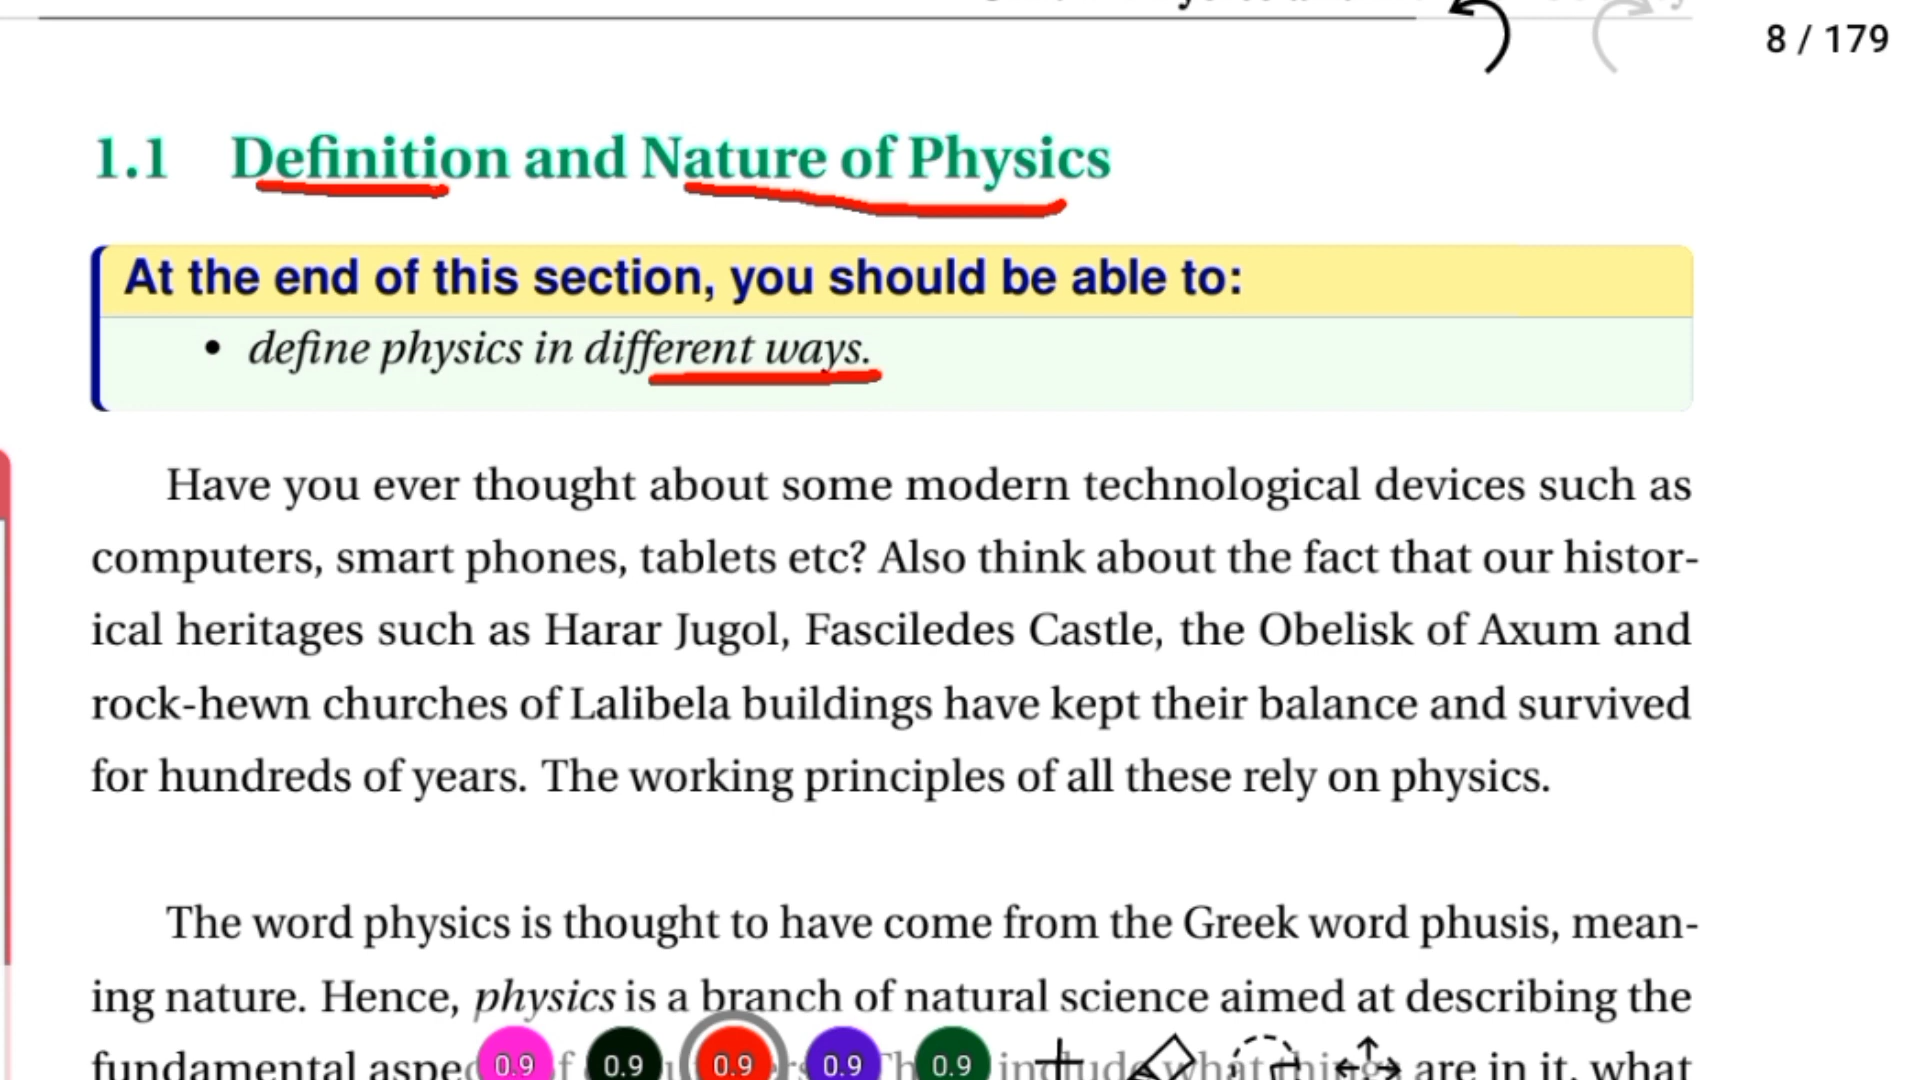 8 / 179
1.1 Definition and Nature of Physics
At the end of this section, you should be able to:
• define physics in different ways.
Have you ever thought about some modern technological devices such as
computers, smart phones, tablets etc? Also think about the fact that our histor-
ical heritages such as Harar Jugol, Fasciledes Castle, the Obelisk of Axum and
rock-hewn churches of Lalibela buildings have kept their balance and survived
for hundreds of years. The working principles of all these rely on physics.
The word physics is thought to have come from the Greek word phusis, mean-
ing nature. Hence, physics is a branch of natural science aimed at describing the
fundamental what things are in it, what
0.9 0.9 0.9 0.9 0.9